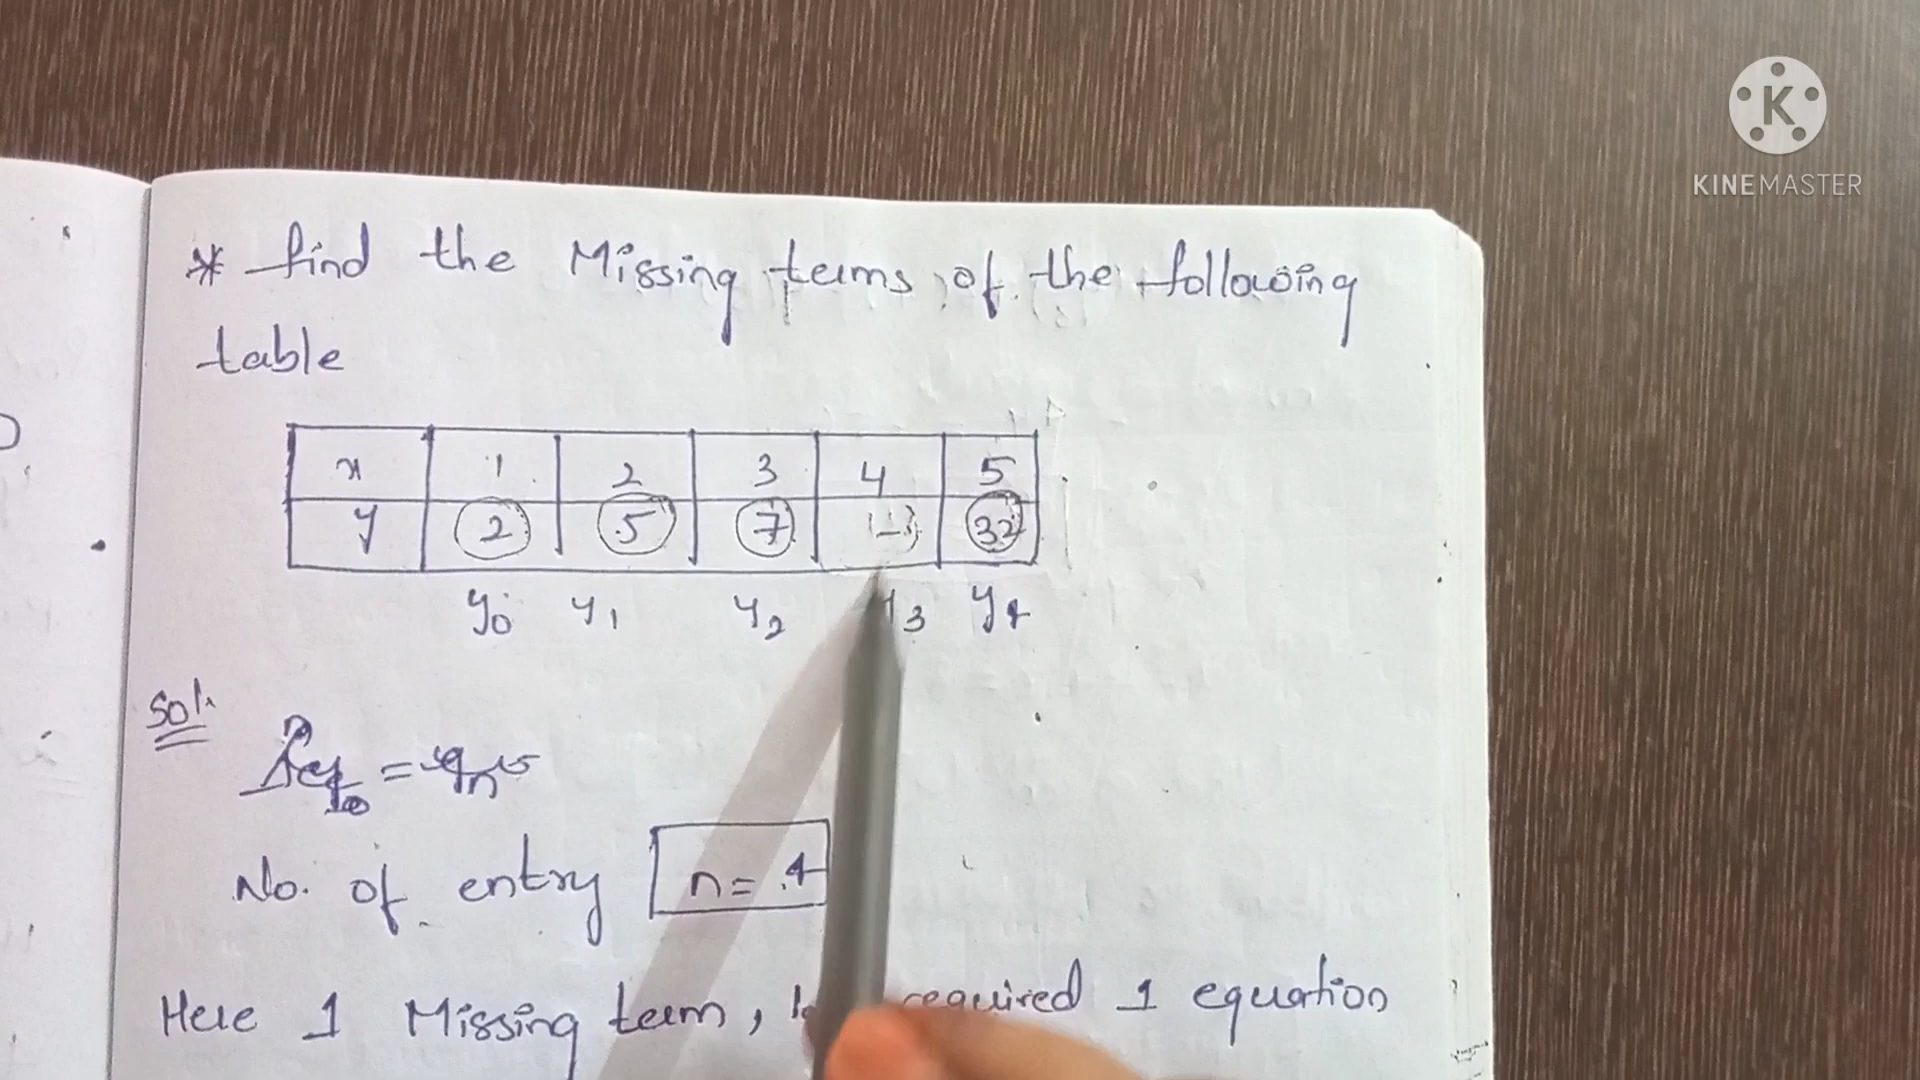 KINEMASTER
* find the Missing terms of the following
table
x 1 2 3 4 5
y 2 5 7 - 32
y0 y1 y2 y3 y4
Sol:
No. of entry n = 4
Here 1 Missing term, required 1 equation